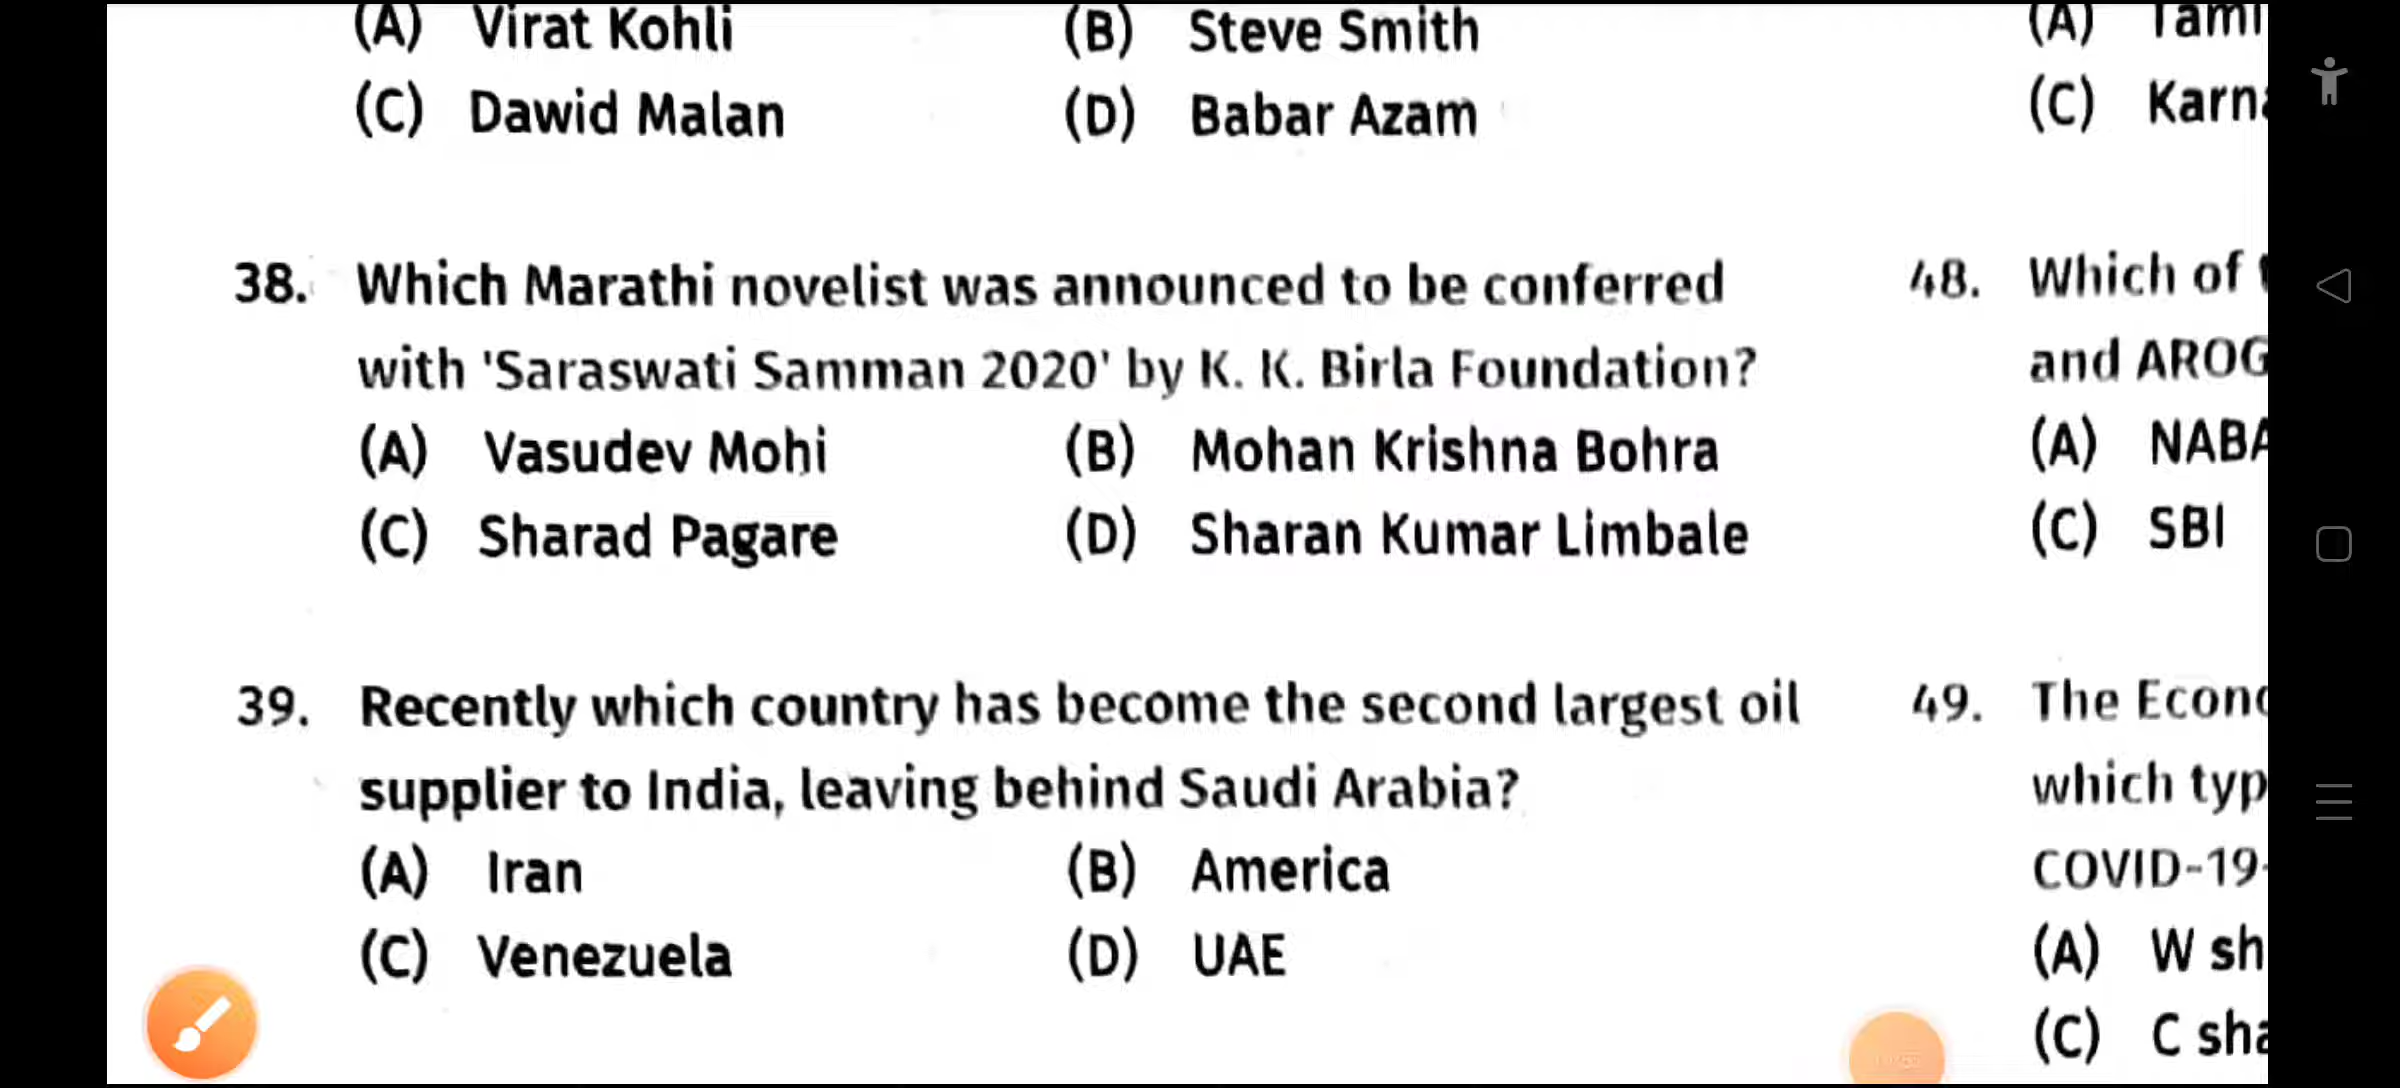 (A) Virat Kohli (B) Steve Smith
(C) Dawid Malan (D) Babar Azam
38. Which Marathi novelist was announced to be conferred
with 'Saraswati Samman 2020' by K. K. Birla Foundation?
(A) Vasudev Mohi (B) Mohan Krishna Bohra
(C) Sharad Pagare (D) Sharan Kumar Limbale
39. Recently which country has become the second largest oil
supplier to India, leaving behind Saudi Arabia?
(A) Iran (B) America
(C) Venezuela (D) UAE
(A)
(C)
48. Which of
and
(A)
(C) SBI
49. The
which
COVID-19-
(A) W
(C) C